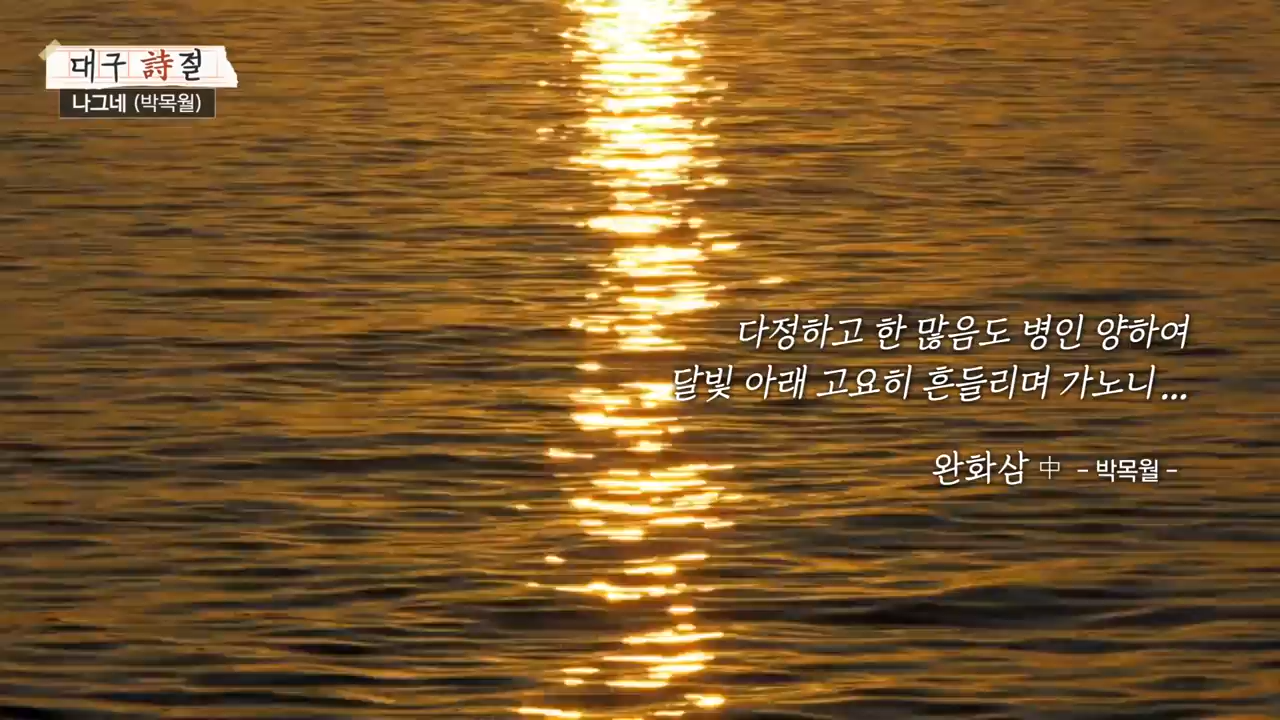 대구 詩절
나그네 (박목월)
다정하고 한 많음도 병인 양하여
달빛 아래 고요히 흔들리며 가노니...
완화삼 中 - 박목월 -